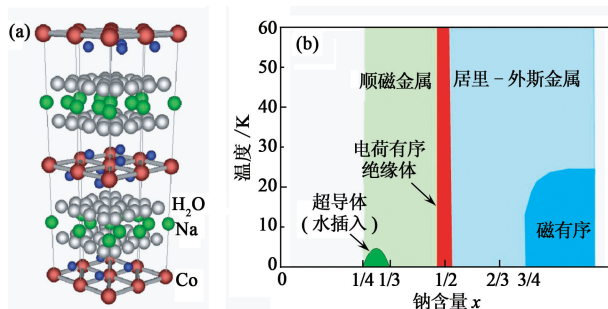 (a)
H₂O
Na
Co
(b)
温度/K
60
50
40
30
20
10
0
顺磁金属
居里-外斯金属
电荷有序
绝缘体
超导体
(水插入)
磁有序
0
1/4
1/3
1/2
2/3
3/4
钠含量 x